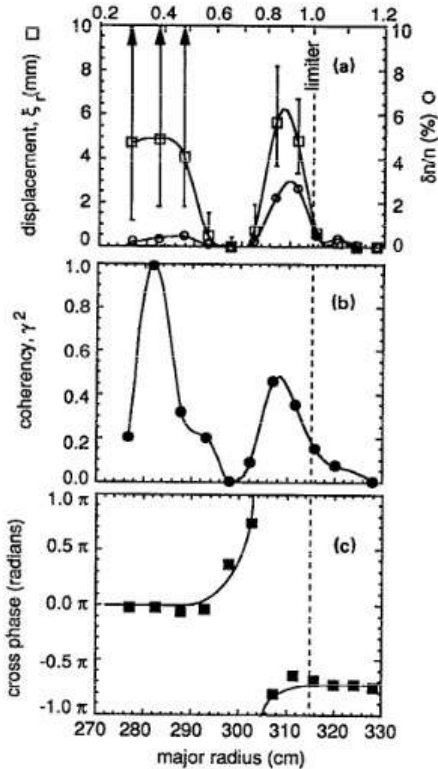 0.2 0.4 0.6 0.8 1.0 1.2
displacement, ξr (mm) □
10
8
6
4
2
0
(a)
limiter
10
8
6
4
2
0
δn/n (%) O
coherency, γ²
1.0
0.8
0.6
0.4
0.2
0.0
(b)
cross phase (radians)
1.0 π
0.5 π
0.0 π
-0.5 π
-1.0 π
(c)
270 280 290 300 310 320 330
major radius (cm)